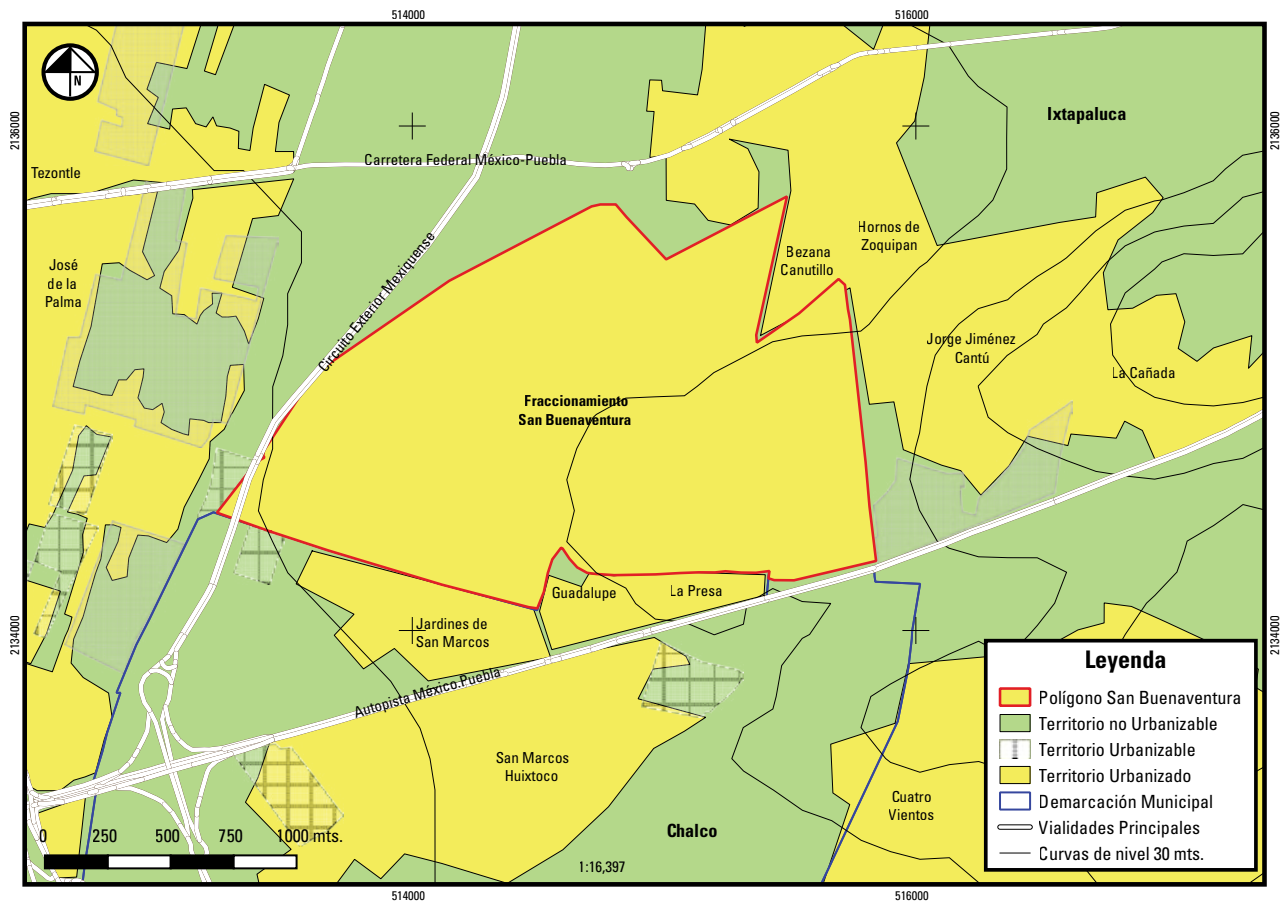 514000
516000
N
2136000
2136000
Ixtapaluca
Carretera Federal México-Puebla
Tezontle
Hornos de
Zoquipan
Bezana
Canutillo
José
de la
Palma
Circuito Exterior Mexiquense
Jorge Jiménez
Cantú
La Cañada
Fraccionamiento
San Buenaventura
Guadalupe
La Presa
Jardines de
San Marcos
2134000
2134000
Autopista México-Puebla
San Marcos
Huixtoco
Cuatro
Vientos
Chalco
Leyenda
Polígono San Buenaventura
Territorio no Urbanizable
Territorio Urbanizable
Territorio Urbanizado
Demarcación Municipal
Vialidades Principales
Curvas de nivel 30 mts.
0 250 500 750 1000 mts.
1:16,397
514000
516000